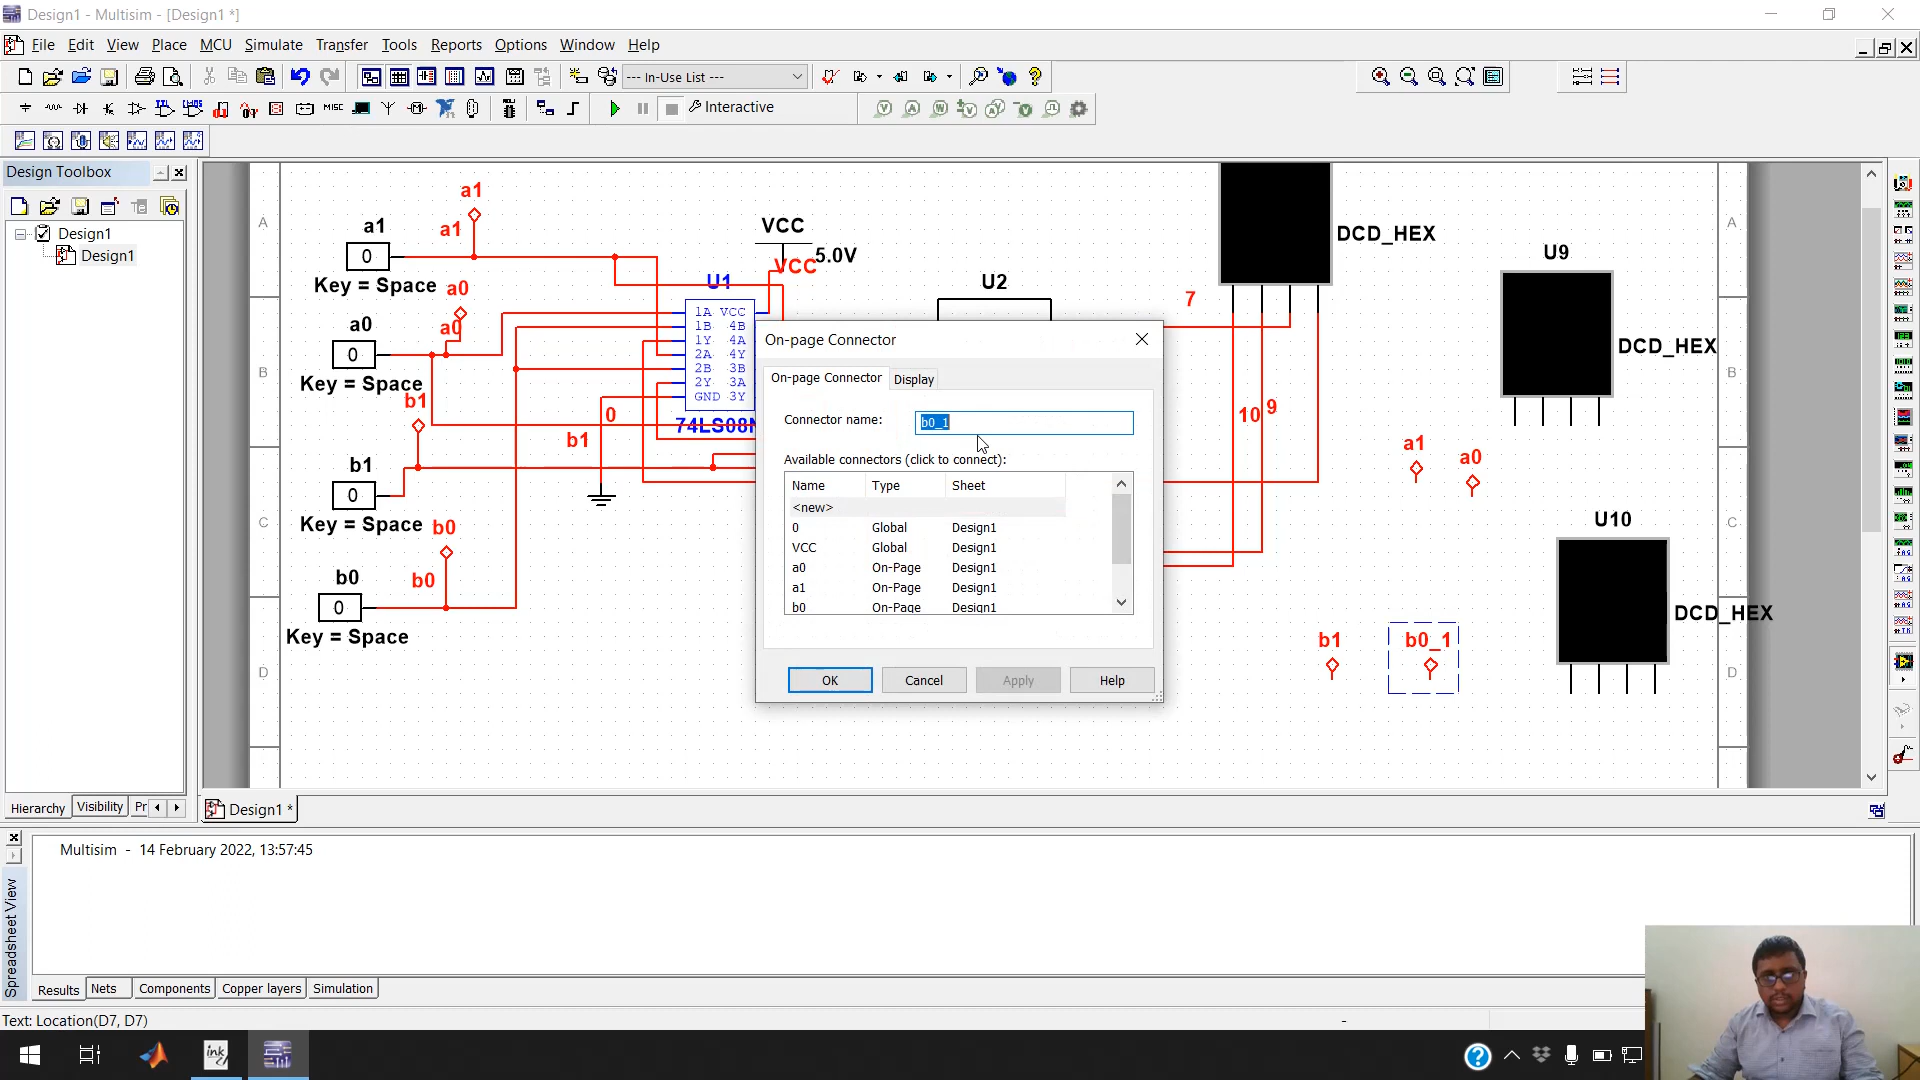 Design1 - Multisim - [Design1 *]
File Edit View Place MCU Simulate Transfer Tools Reports Options Window Help
--- In-Use List ---
MISC
Interactive
Design Toolbox
Design1
Design1
Hierarchy Visibility Pr
A
B
C
D
a1
a1
a1
0
Key = Space
a0
a0
a0
0
Key = Space
b1
b1
b1
0
Key = Space
b0
b0
b0
0
Key = Space
VCC
5.0V
VCC
U1
1A VCC
1B 4B
1Y 4A
2A 4Y
2B 3B
2Y 3A
GND 3Y
0
U2
7
10
9
DCD_HEX
U9
DCD_HEX
a1
a0
U10
DCD_HEX
b1
b0_1
A
B
C
D
On-page Connector
On-page Connector Display
Connector name: b0_1
Available connectors (click to connect):
Name Type Sheet
<new>
0 Global Design1
VCC Global Design1
a0 On-Page Design1
a1 On-Page Design1
b0 On-Page Design1
OK Cancel Apply Help
Design1 *
Multisim - 14 February 2022, 13:57:45
Spreadsheet View
Results Nets Components Copper layers Simulation
Text: Location(D7, D7)
-
ink